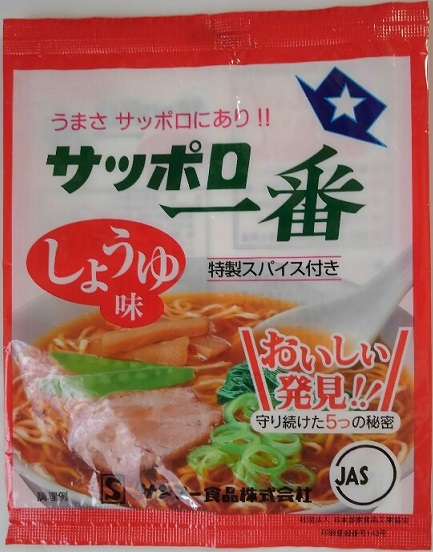 うまさ サッポロにあり!!
サッポロ
一番
しょうゆ
味
特製スパイス付き
おいしい
発見!!
守り続けた5つの秘密
JAS
調理例
S サンヨー食品株式会社